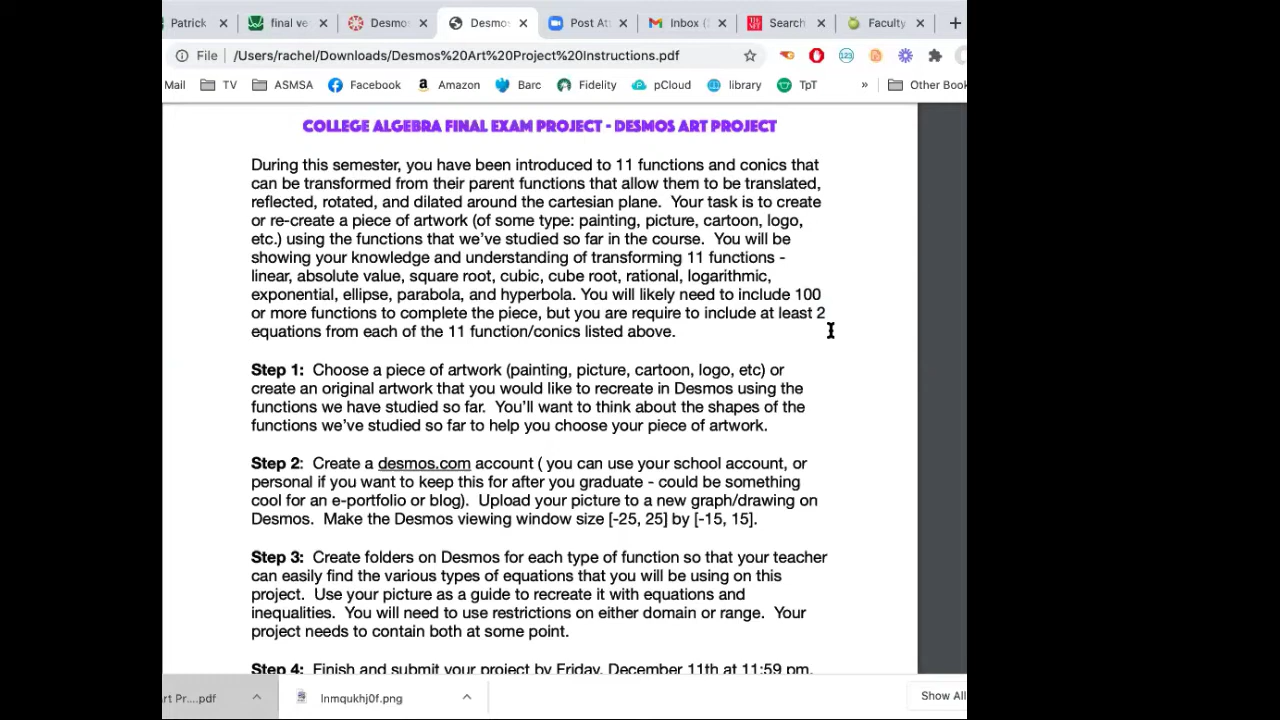 Patrick
final ve
Desmo
Desmo
Post At
Inbox (
Search
Faculty
File /Users/rachel/Downloads/Desmos%20Art%20Project%20Instructions.pdf
Mail TV ASMSA Facebook Amazon Barc Fidelity pCloud library TpT » Other Book
COLLEGE ALGEBRA FINAL EXAM PROJECT - DESMOS ART PROJECT
During this semester, you have been introduced to 11 functions and conics that
can be transformed from their parent functions that allow them to be translated,
reflected, rotated, and dilated around the cartesian plane. Your task is to create
or re-create a piece of artwork (of some type: painting, picture, cartoon, logo,
etc.) using the functions that we've studied so far in the course. You will be
showing your knowledge and understanding of transforming 11 functions -
linear, absolute value, square root, cubic, cube root, rational, logarithmic,
exponential, ellipse, parabola, and hyperbola. You will likely need to include 100
or more functions to complete the piece, but you are require to include at least 2
equations from each of the 11 function/conics listed above.
Step 1: Choose a piece of artwork (painting, picture, cartoon, logo, etc) or
create an original artwork that you would like to recreate in Desmos using the
functions we have studied so far. You'll want to think about the shapes of the
functions we've studied so far to help you choose your piece of artwork.
Step 2: Create a desmos.com account ( you can use your school account, or
personal if you want to keep this for after you graduate - could be something
cool for an e-portfolio or blog). Upload your picture to a new graph/drawing on
Desmos. Make the Desmos viewing window size [-25, 25] by [-15, 15].
Step 3: Create folders on Desmos for each type of function so that your teacher
can easily find the various types of equations that you will be using on this
project. Use your picture as a guide to recreate it with equations and
inequalities. You will need to use restrictions on either domain or range. Your
project needs to contain both at some point.
Step 4: Finish and submit your project by Friday, December 11th at 11:59 pm.
rt Pr....pdf
lnmqukhj0f.png
Show All